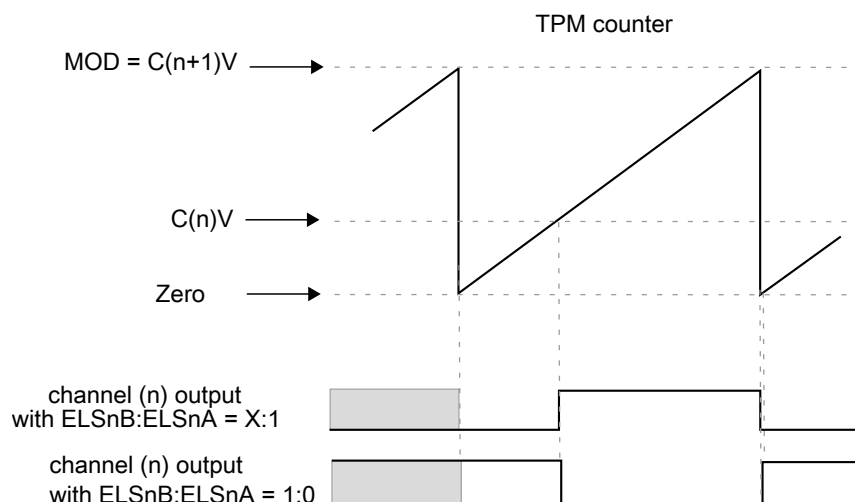 TPM counter
MOD = C(n+1)V
C(n)V
Zero
channel (n) output
with ELSnB:ELSnA = X:1
channel (n) output
with ELSnB:ELSnA = 1:0